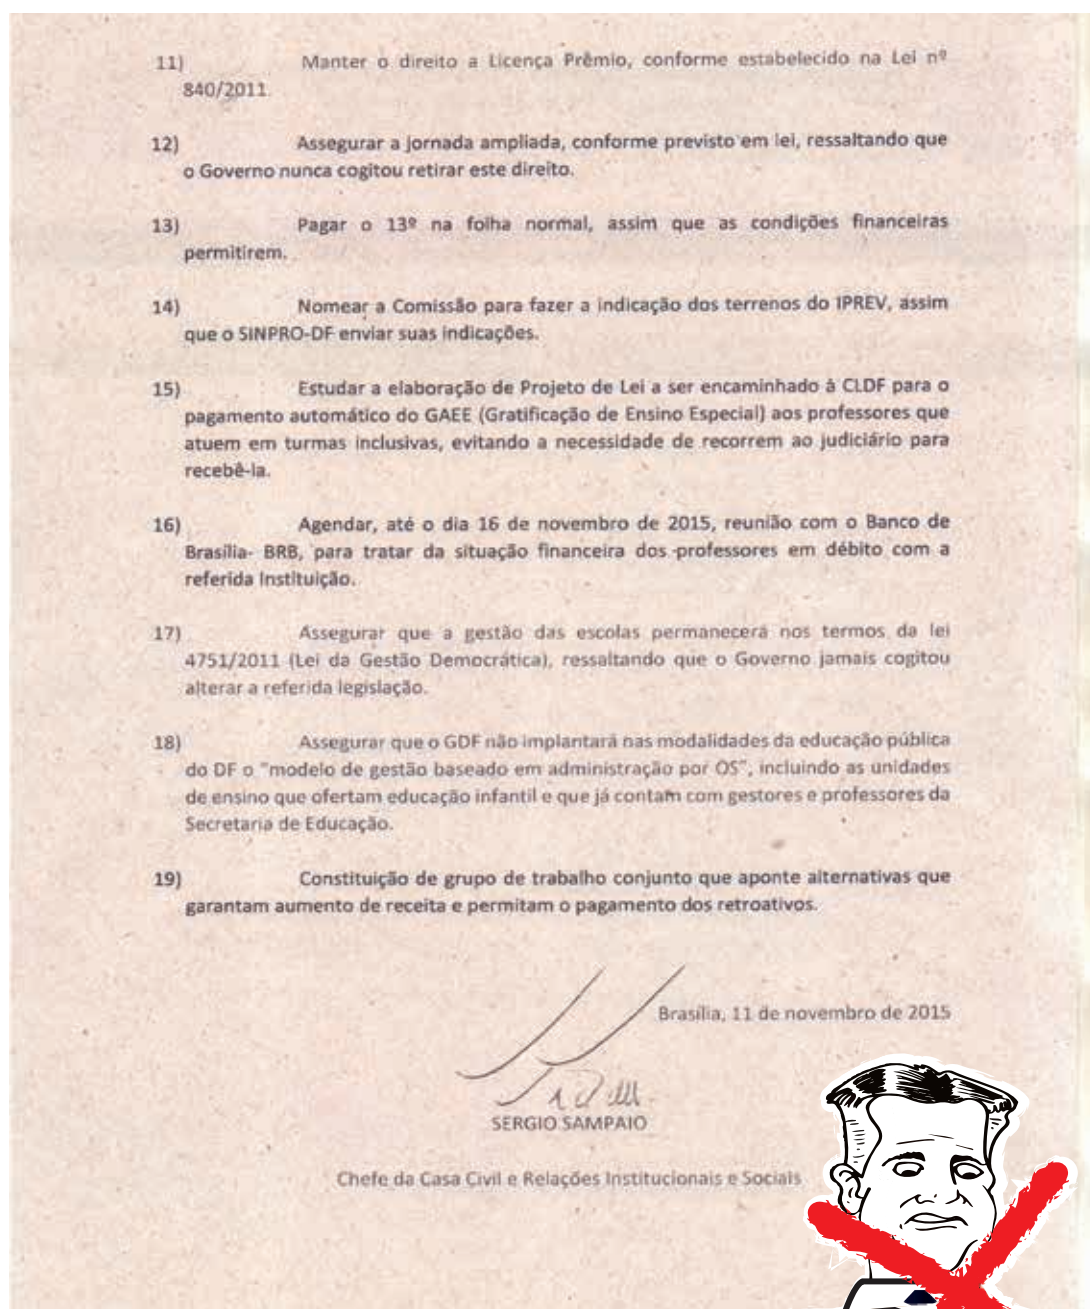 11) Manter o direito a Licença Prêmio, conforme estabelecido na Lei nº
840/2011.
12) Assegurar a jornada ampliada, conforme previsto em lei, ressaltando que
o Governo nunca cogitou retirar este direito.
13) Pagar o 13º na folha normal, assim que as condições financeiras
permitirem.
14) Nomear a Comissão para fazer a indicação dos terrenos do IPREV, assim
que o SINPRO-DF enviar suas indicações.
15) Estudar a elaboração de Projeto de Lei a ser encaminhado à CLDF para o
pagamento automático do GAEE (Gratificação de Ensino Especial) aos professores que
atuem em turmas inclusivas, evitando a necessidade de recorrem ao judiciário para
recebê-la.
16) Agendar, até o dia 16 de novembro de 2015, reunião com o Banco de
Brasília- BRB, para tratar da situação financeira dos professores em débito com a
referida Instituição.
17) Assegurar que a gestão das escolas permanecerá nos termos da lei
4751/2011 (Lei da Gestão Democrática), ressaltando que o Governo jamais cogitou
alterar a referida legislação.
18) Assegurar que o GDF não implantará nas modalidades da educação pública
do DF o "modelo de gestão baseado em administração por OS", incluindo as unidades
de ensino que ofertam educação infantil e que já contam com gestores e professores da
Secretaria de Educação.
19) Constituição de grupo de trabalho conjunto que aponte alternativas que
garantam aumento de receita e permitam o pagamento dos retroativos.
Brasília, 11 de novembro de 2015
SERGIO SAMPAIO
Chefe da Casa Civil e Relações Institucionais e Sociais